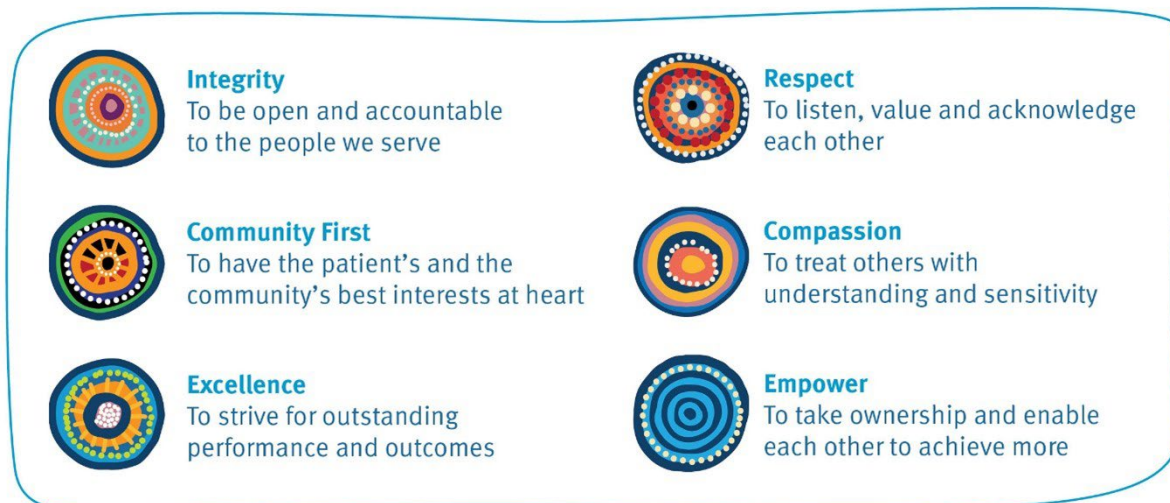 Integrity
To be open and accountable
to the people we serve
Respect
To listen, value and acknowledge
each other
Community First
To have the patient’s and the
community’s best interests at heart
Compassion
To treat others with
understanding and sensitivity
Excellence
To strive for outstanding
performance and outcomes
Empower
To take ownership and enable
each other to achieve more